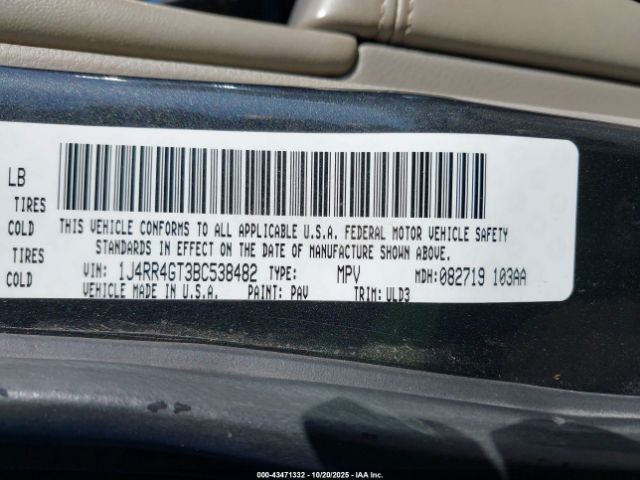 LB
TIRES
COLD
TIRES
COLD
THIS VEHICLE CONFORMS TO ALL APPLICABLE U.S.A. FEDERAL MOTOR VEHICLE SAFETY
STANDARDS IN EFFECT ON THE DATE OF MANUFACTURE SHOWN ABOVE.
VIN: 1J4RR4GT3BC538482 TYPE: MPV MDH:082719 103AA
VEHICLE MADE IN U.S.A. PAINT: PAV TRIM: VLD3
000-43471332 - 10/20/2025 - IAA Inc.